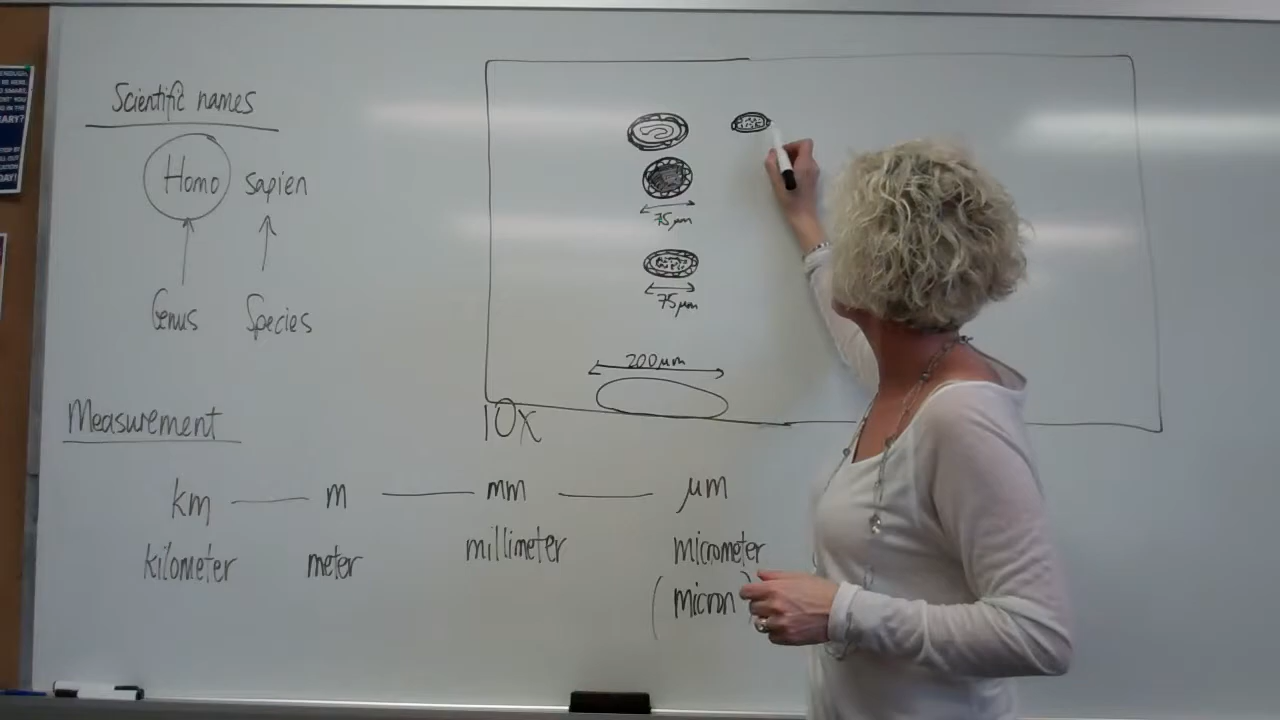 Scientific names
Homo sapien
Genus Species
Measurement
km — m — mm — µm
kilometer meter millimeter micrometer
(micron)
75µm
75µm
200µm
10x